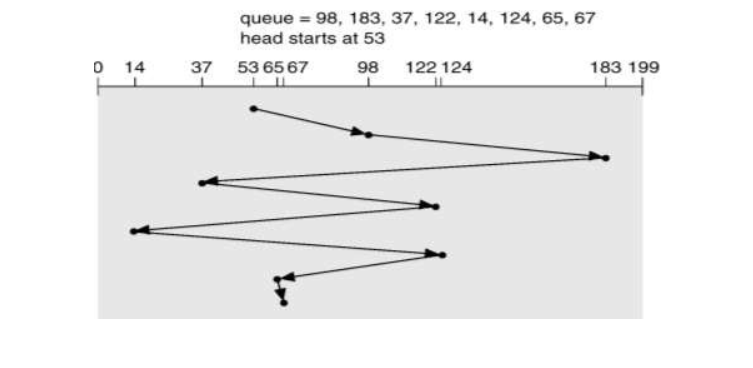 queue = 98, 183, 37, 122, 14, 124, 65, 67
head starts at 53
0 14 37 53 65 67 98 122 124 183 199